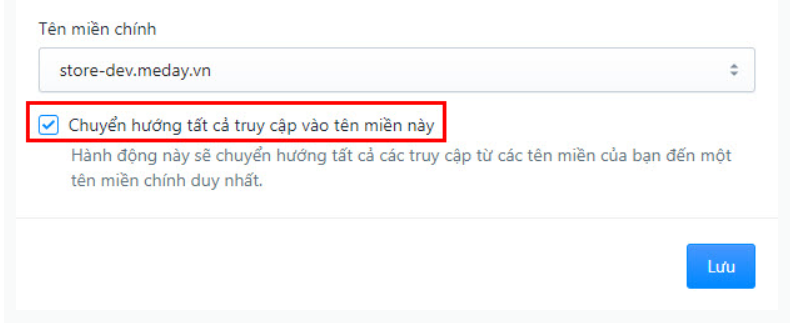 Tên miền chính
store-dev.meday.vn
Chuyển hướng tất cả truy cập vào tên miền này
Hành động này sẽ chuyển hướng tất cả các truy cập từ các tên miền của bạn đến một
tên miền chính duy nhất.
Lưu